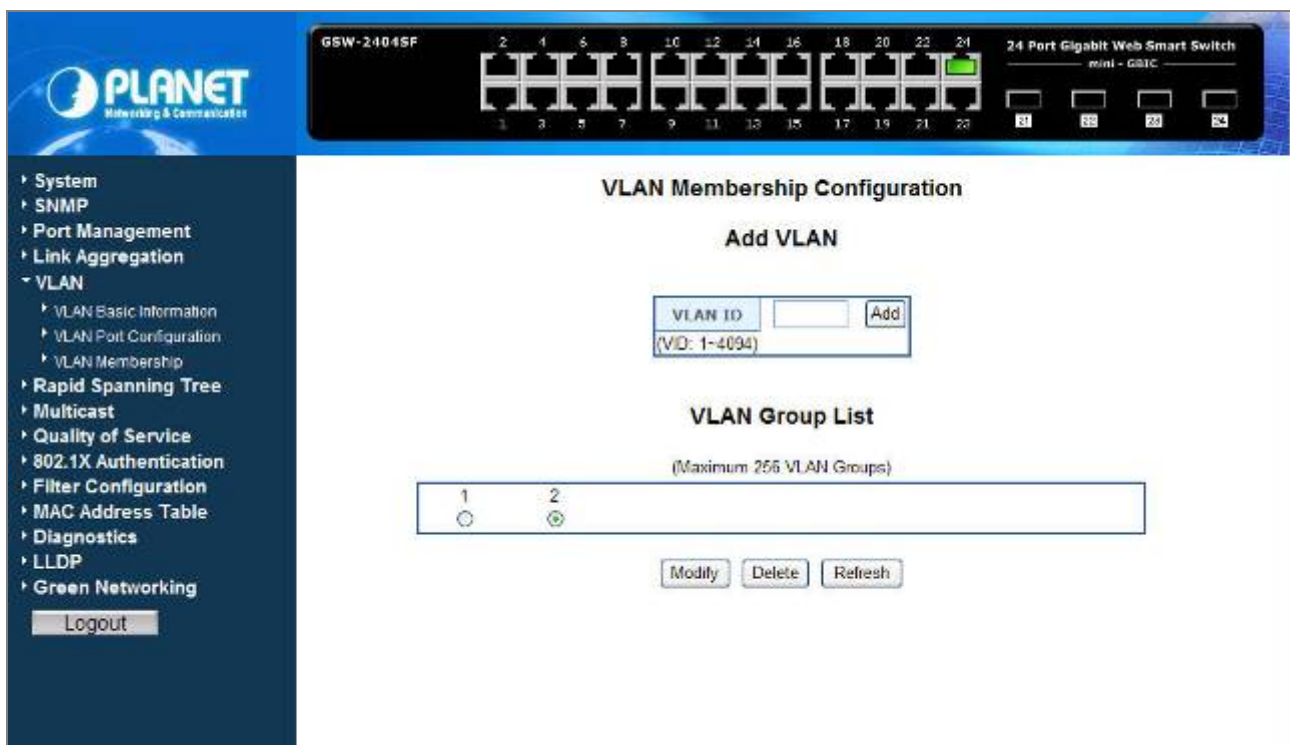 PLANET
Networking & Communication
GSW-2404SF
2 4 6 8 10 12 14 16 18 20 22 24
1 3 5 7 9 11 13 15 17 19 21 23
24 Port Gigabit Web Smart Switch
mini - GBIC
21 22 23 24
System
SNMP
Port Management
Link Aggregation
VLAN
VLAN Basic Information
VLAN Port Configuration
VLAN Membership
Rapid Spanning Tree
Multicast
Quality of Service
802.1X Authentication
Filter Configuration
MAC Address Table
Diagnostics
LLDP
Green Networking
Logout
VLAN Membership Configuration
Add VLAN
VLAN ID Add
(VID: 1~4094)
VLAN Group List
(Maximum 256 VLAN Groups)
1 2
Modify Delete Refresh